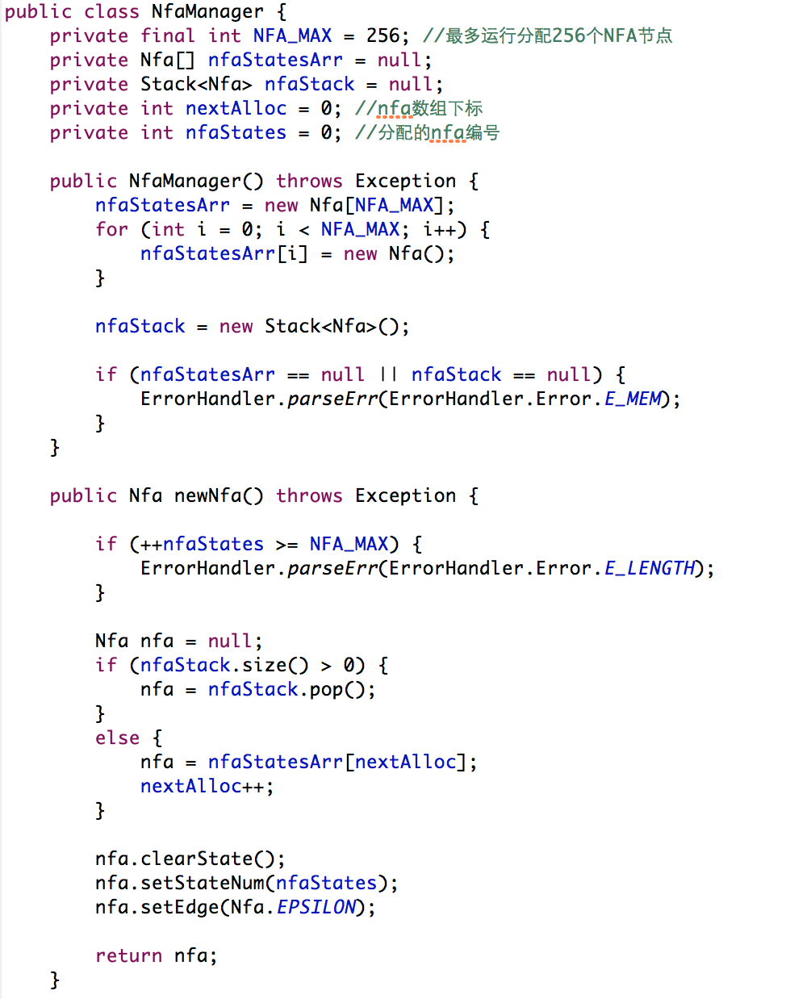 public class NfaManager {
    private final int NFA_MAX = 256; //最多运行分配256个NFA节点
    private Nfa[] nfaStatesArr = null;
    private Stack<Nfa> nfaStack = null;
    private int nextAlloc = 0; //nfa数组下标
    private int nfaStates = 0; //分配的nfa编号

    public NfaManager() throws Exception {
        nfaStatesArr = new Nfa[NFA_MAX];
        for (int i = 0; i < NFA_MAX; i++) {
            nfaStatesArr[i] = new Nfa();
        }

        nfaStack = new Stack<Nfa>();

        if (nfaStatesArr == null || nfaStack == null) {
            ErrorHandler.parseErr(ErrorHandler.Error.E_MEM);
        }
    }

    public Nfa newNfa() throws Exception {

        if (++nfaStates >= NFA_MAX) {
            ErrorHandler.parseErr(ErrorHandler.Error.E_LENGTH);
        }

        Nfa nfa = null;
        if (nfaStack.size() > 0) {
            nfa = nfaStack.pop();
        }
        else {
            nfa = nfaStatesArr[nextAlloc];
            nextAlloc++;
        }

        nfa.clearState();
        nfa.setStateNum(nfaStates);
        nfa.setEdge(Nfa.EPSILON);

        return nfa;
    }